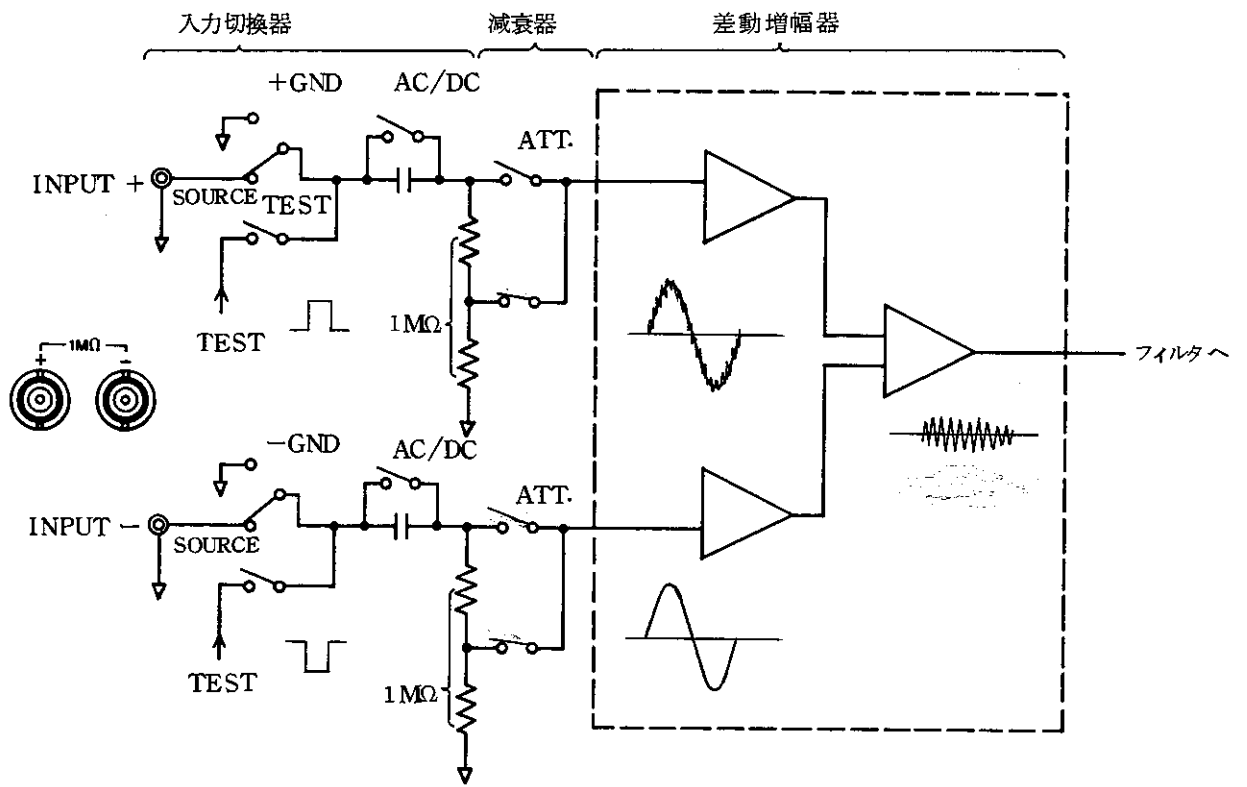 入力切換器 減衰器 差動増幅器
+GND AC/DC
ATT.
INPUT +
SOURCE TEST
TEST
1MΩ
1MΩ
+ -
フィルタへ
-GND AC/DC
ATT.
INPUT -
SOURCE
TEST
1MΩ